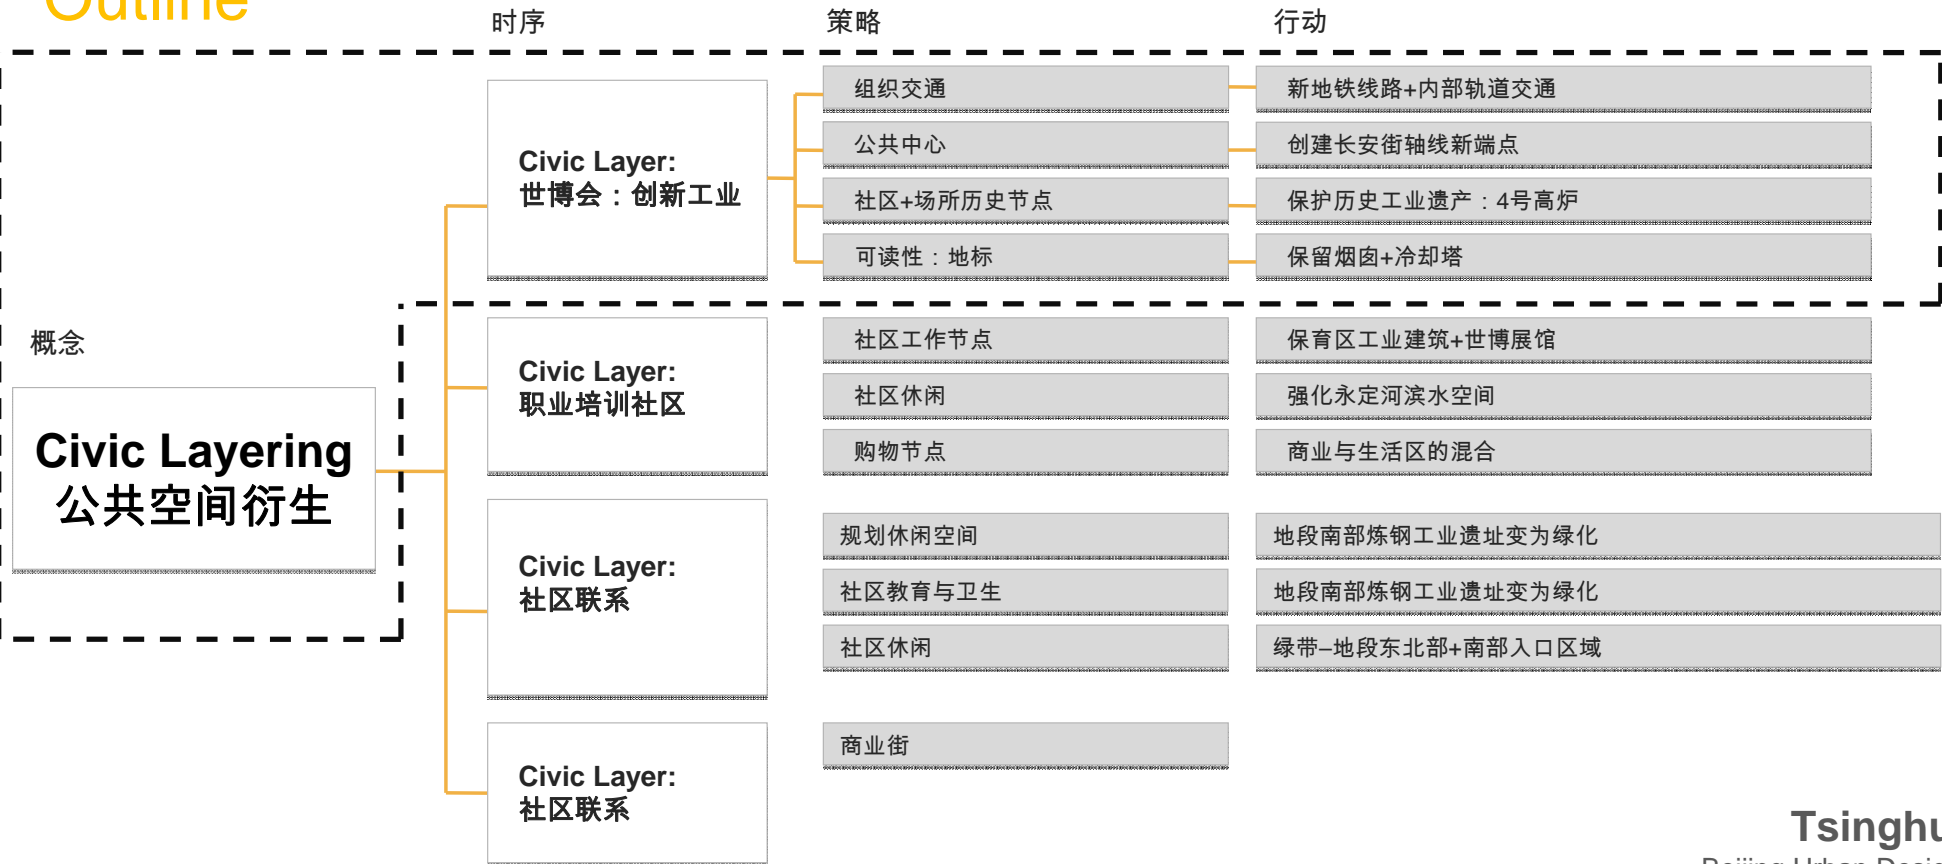 Outline
时序
策略
行动
概念
Civic Layering
公共空间衍生
Civic Layer:
世博会：创新工业
组织交通
新地铁线路+内部轨道交通
公共中心
创建长安街轴线新端点
社区+场所历史节点
保护历史工业遗产：4号高炉
可读性：地标
保留烟囱+冷却塔
Civic Layer:
职业培训社区
社区工作节点
保育区工业建筑+世博展馆
社区休闲
强化永定河滨水空间
购物节点
商业与生活区的混合
Civic Layer:
社区联系
规划休闲空间
地段南部炼钢工业遗址变为绿化
社区教育与卫生
地段南部炼钢工业遗址变为绿化
社区休闲
绿带–地段东北部+南部入口区域
Civic Layer:
社区联系
商业街
Tsinghu
Beijing Urban Desig